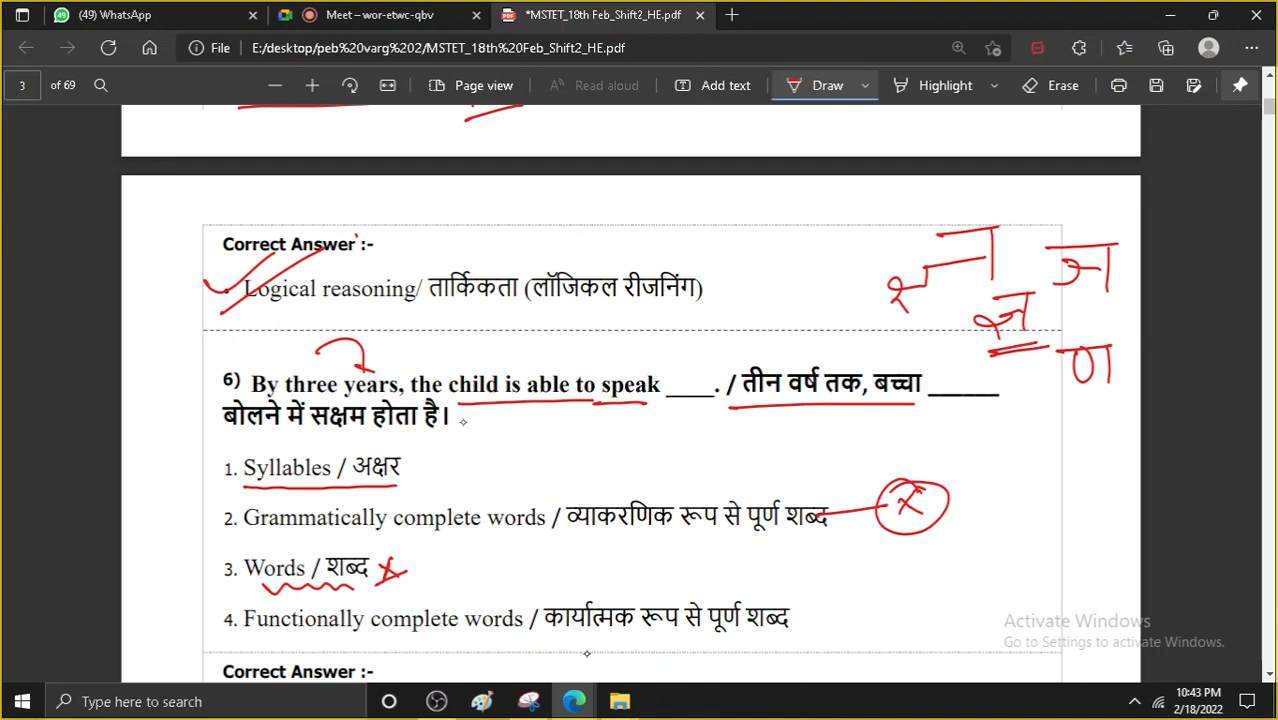 (49) WhatsApp
Meet – wor-etwc-qbv
*MSTET_18th Feb_Shift2_HE.pdf
File E:/desktop/peb%20varg%202/MSTET_18th%20Feb_Shift2_HE.pdf
3 of 69 Page view Read aloud Add text Draw Highlight Erase
Correct Answer :-
Logical reasoning/ तार्किकता (लॉजिकल रीजनिंग)
6) By three years, the child is able to speak ____. / तीन वर्ष तक, बच्चा ______
बोलने में सक्षम होता है।
1. Syllables / अक्षर
2. Grammatically complete words / व्याकरणिक रूप से पूर्ण शब्द
3. Words / शब्द
4. Functionally complete words / कार्यात्मक रूप से पूर्ण शब्द
Activate Windows
Go to Settings to activate Windows.
Correct Answer :-
Type here to search
10:43 PM
2/18/2022